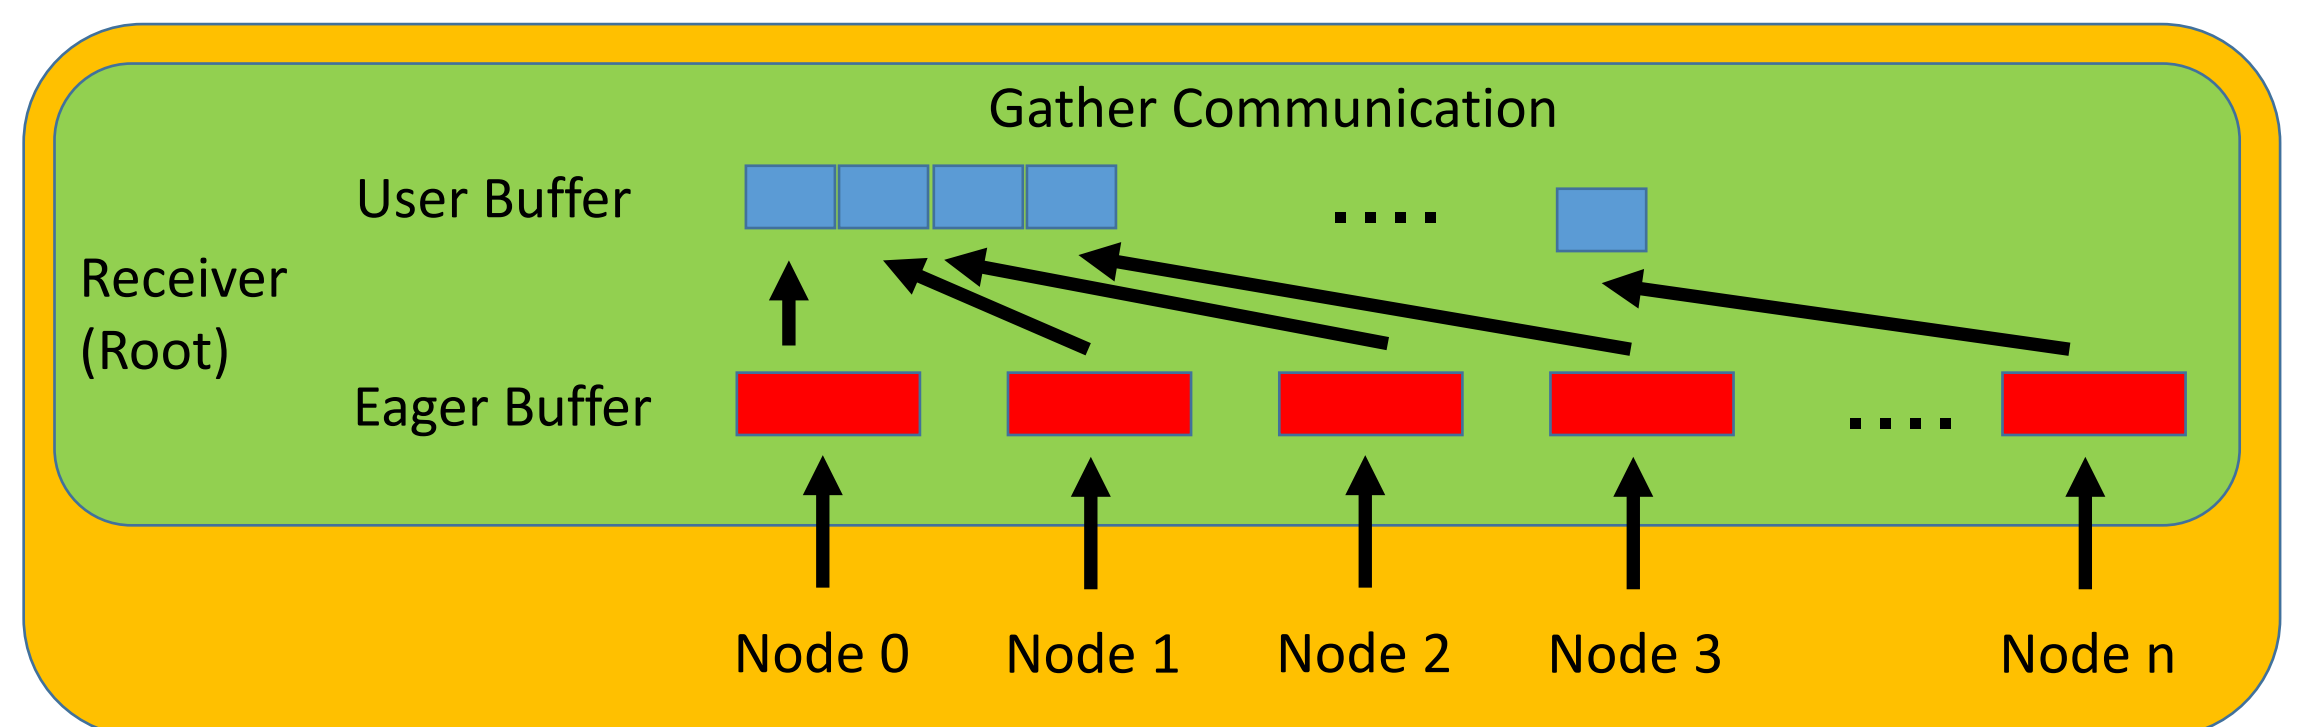 Gather Communication
User Buffer
....
Receiver
(Root)
Eager Buffer
....
Node 0
Node 1
Node 2
Node 3
Node n